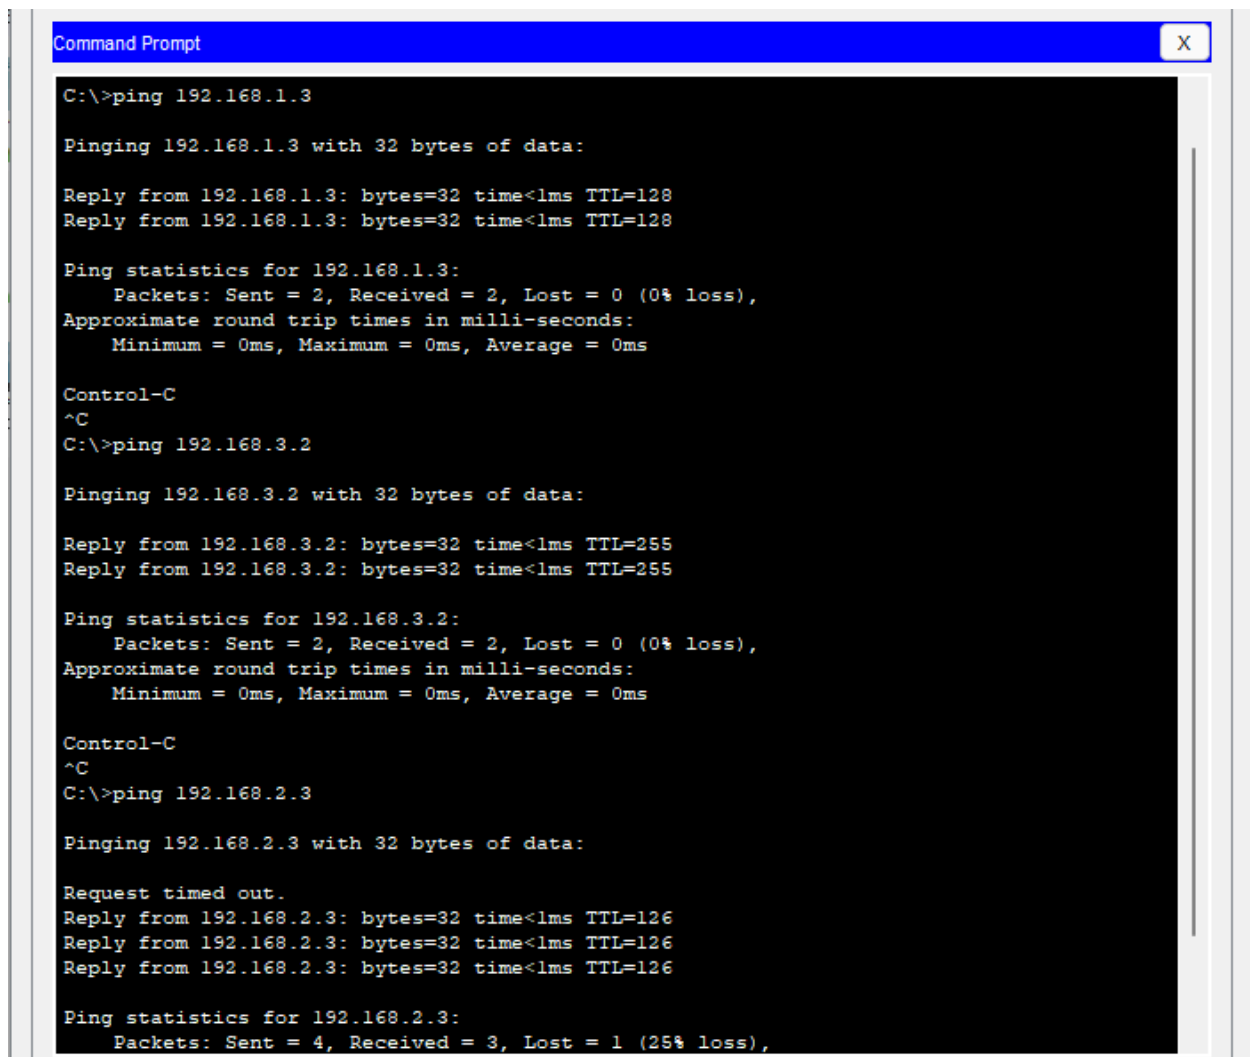 Command Prompt
X
C:\>ping 192.168.1.3
Pinging 192.168.1.3 with 32 bytes of data:
Reply from 192.168.1.3: bytes=32 time<1ms TTL=128
Reply from 192.168.1.3: bytes=32 time<1ms TTL=128
Ping statistics for 192.168.1.3:
    Packets: Sent = 2, Received = 2, Lost = 0 (0% loss),
Approximate round trip times in milli-seconds:
    Minimum = 0ms, Maximum = 0ms, Average = 0ms
Control-C
^C
C:\>ping 192.168.3.2
Pinging 192.168.3.2 with 32 bytes of data:
Reply from 192.168.3.2: bytes=32 time<1ms TTL=255
Reply from 192.168.3.2: bytes=32 time<1ms TTL=255
Ping statistics for 192.168.3.2:
    Packets: Sent = 2, Received = 2, Lost = 0 (0% loss),
Approximate round trip times in milli-seconds:
    Minimum = 0ms, Maximum = 0ms, Average = 0ms
Control-C
^C
C:\>ping 192.168.2.3
Pinging 192.168.2.3 with 32 bytes of data:
Request timed out.
Reply from 192.168.2.3: bytes=32 time<1ms TTL=126
Reply from 192.168.2.3: bytes=32 time<1ms TTL=126
Reply from 192.168.2.3: bytes=32 time<1ms TTL=126
Ping statistics for 192.168.2.3:
    Packets: Sent = 4, Received = 3, Lost = 1 (25% loss),